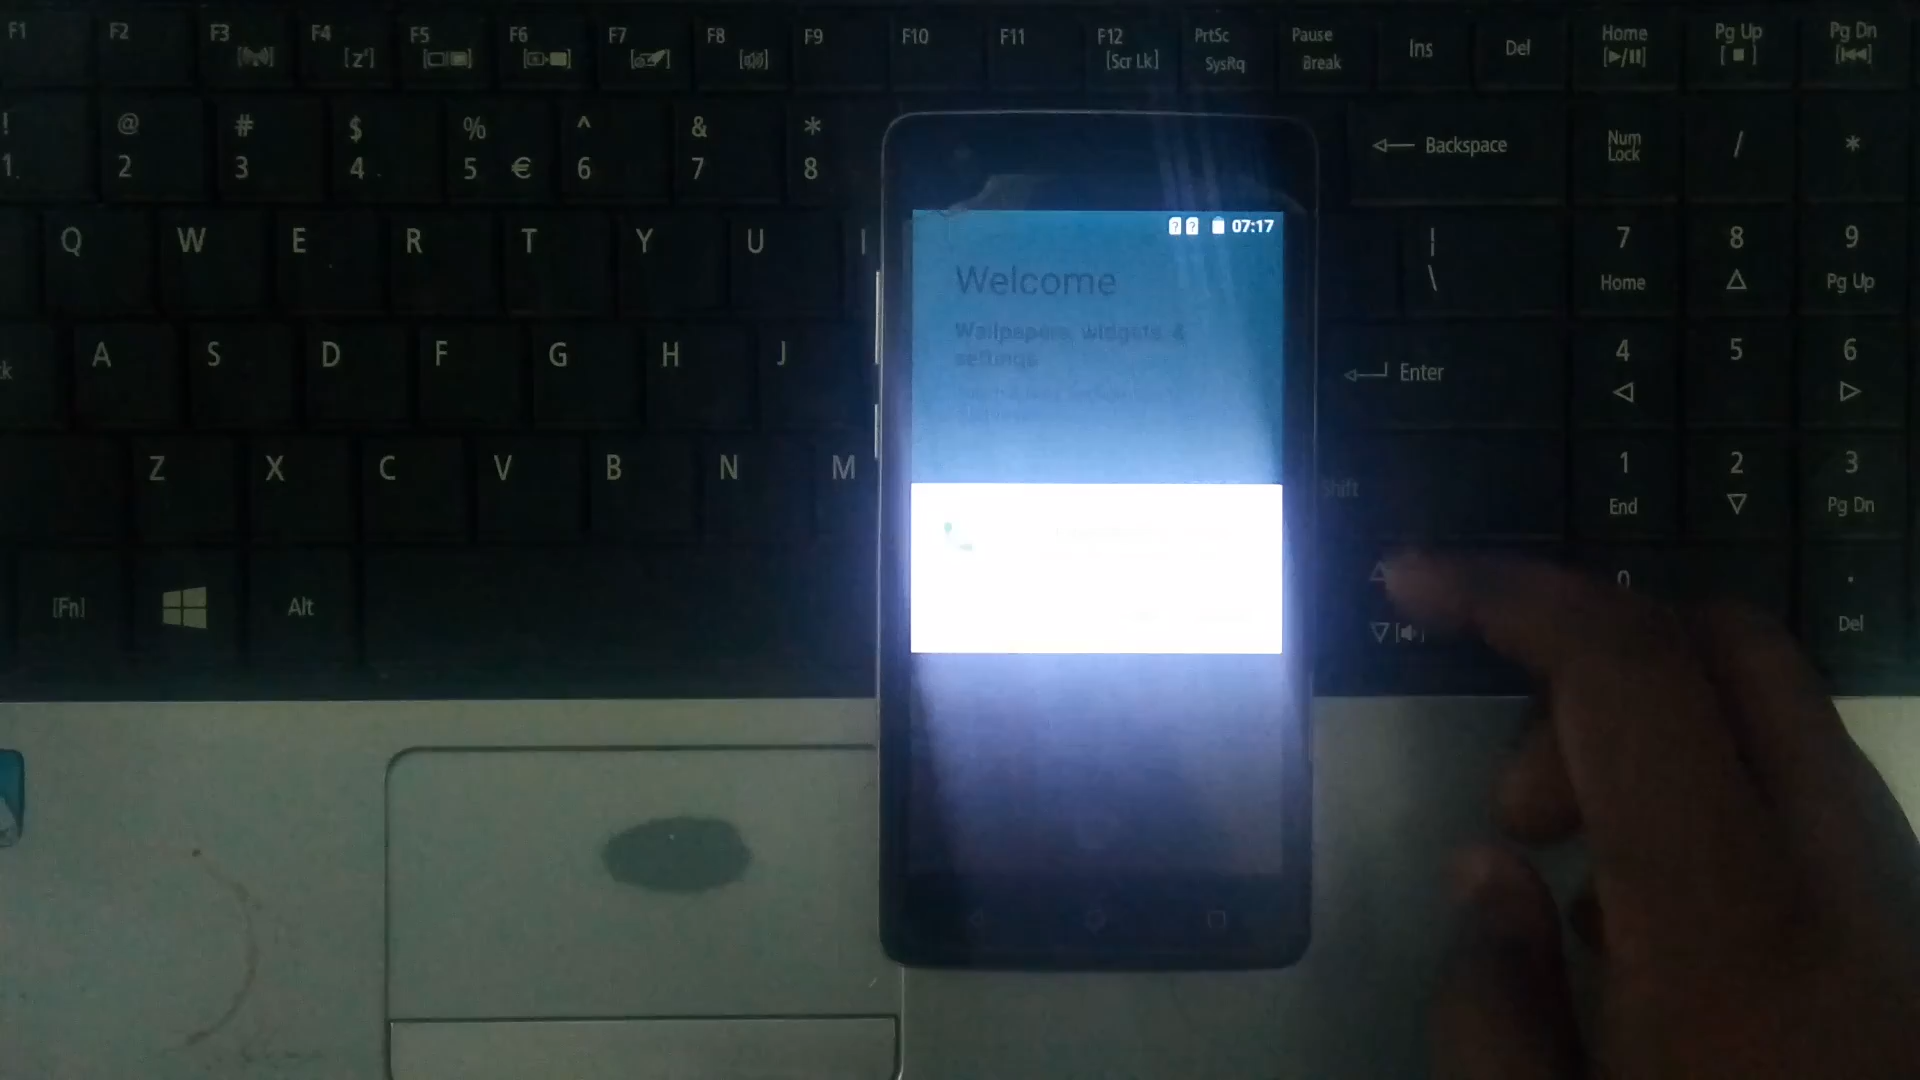 F1 F2 F3 F4 F5 F6 F7 F8 F9 F10 F11 F12 PrtSc Pause Ins Del Home Pg Up Pg Dn
[z²] [Scr Lk] SysRq Break
! @ # $ % ^ & *
1 2 3 4 5 € 6 7 8 Backspace Num Lock / *
07:17
Q W E R T Y U I | \ 7 8 9
Home Pg Up
Welcome
Wallpapers, widgets, &
settings
A S D F G H J Enter 4 5 6
Z X C V B N M Shift 1 2 3
End Pg Dn
[Fn] Alt 0 .
Del